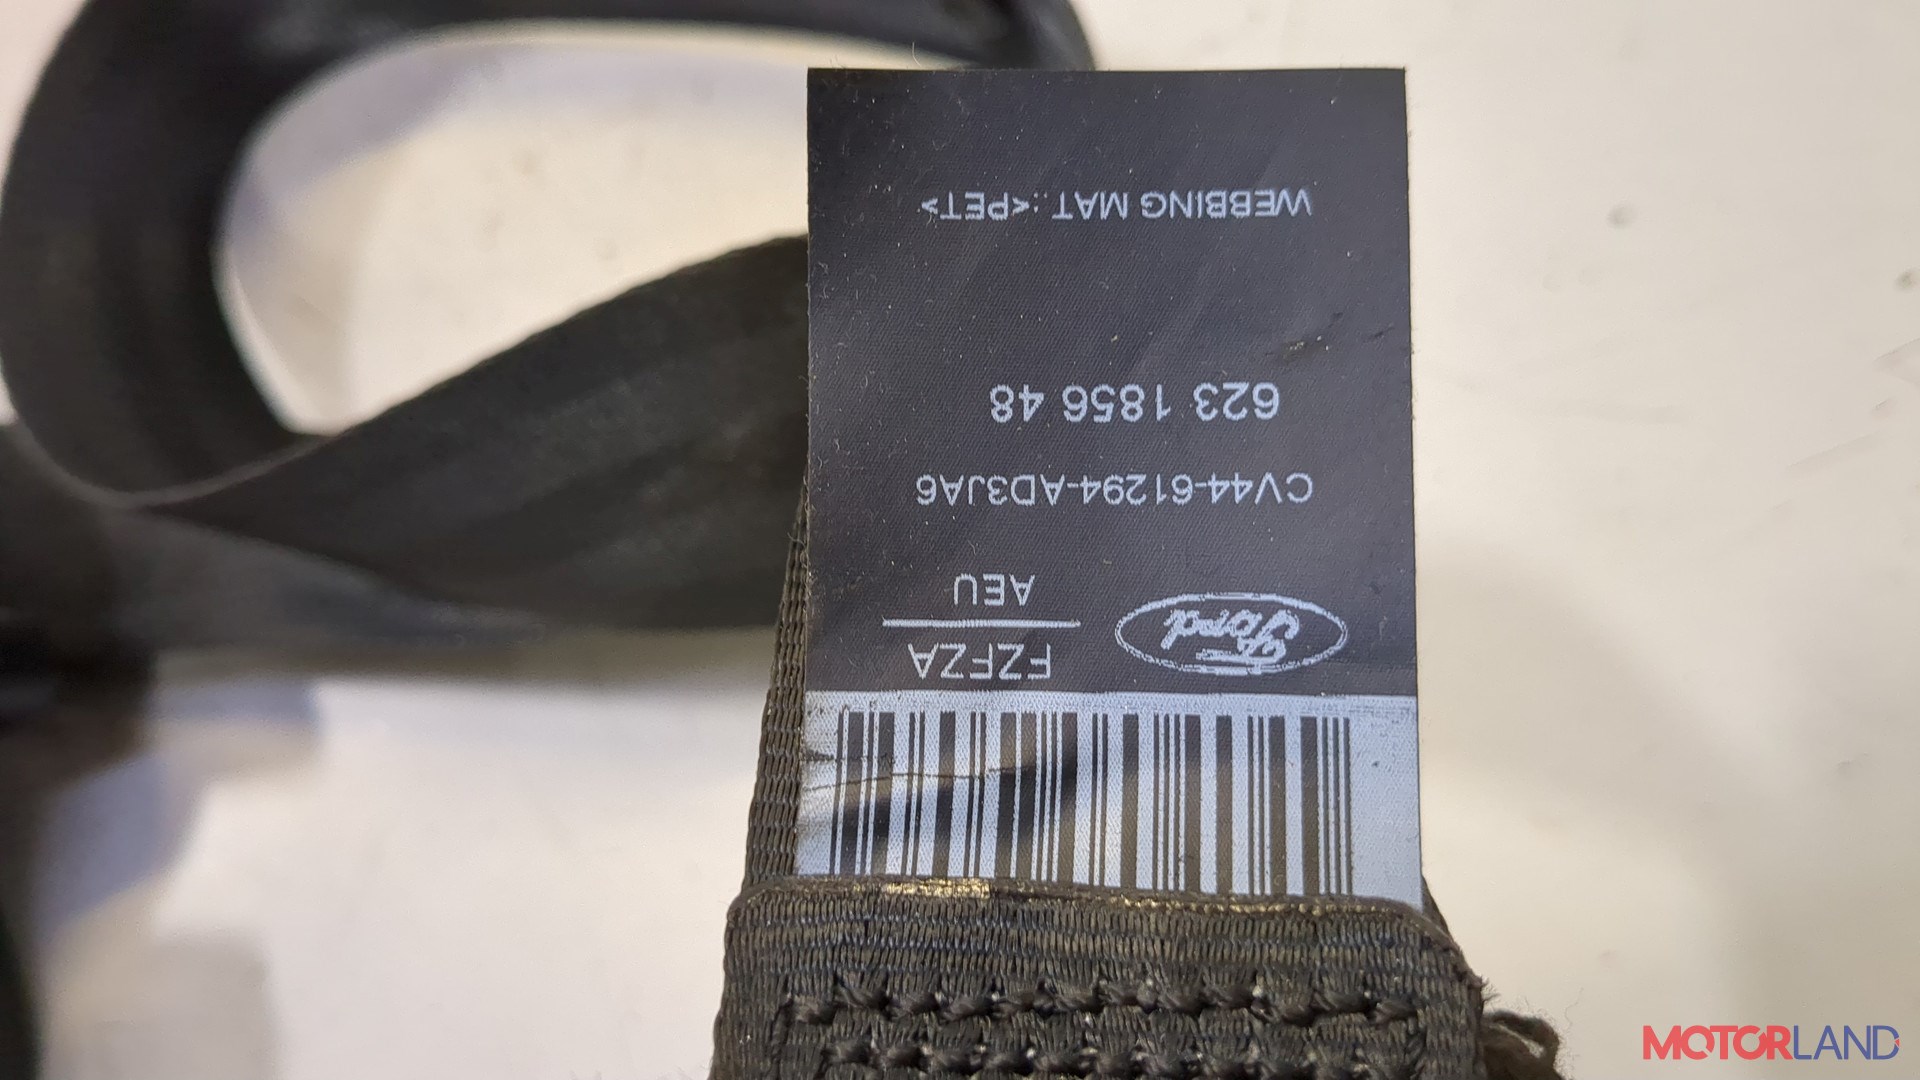 FZFZA
Ford
AEU
CV44-61294-AD3JA6
623 1856 48
WEBBING MAT.:<PET>
MOTORLAND